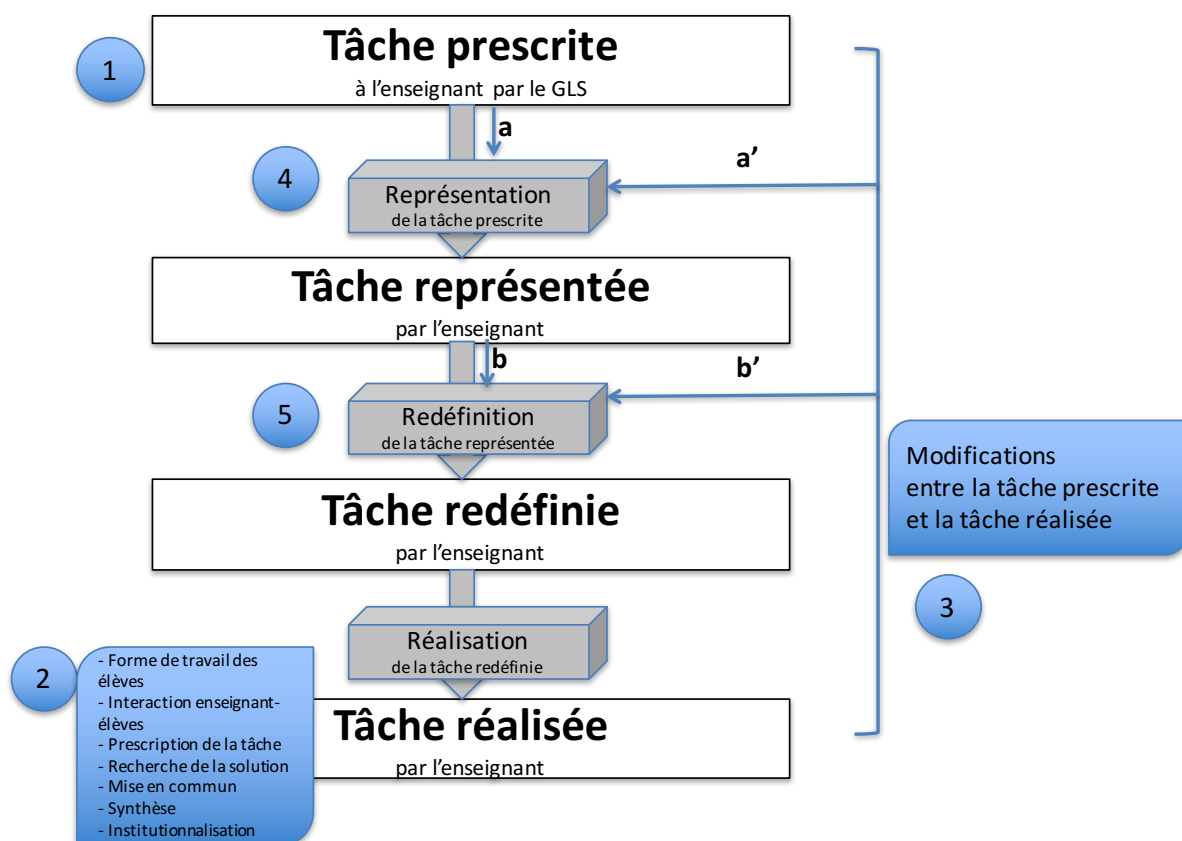 1
Tâche prescrite
à l'enseignant par le GLS
a
4
Représentation
de la tâche prescrite
a'
Tâche représentée
par l'enseignant
b
5
Redéfinition
de la tâche représentée
b'
Tâche redéfinie
par l'enseignant
Modifications
entre la tâche prescrite
et la tâche réalisée
3
Réalisation
de la tâche redéfinie
2
- Forme de travail des
élèves
- Interaction enseignant-
élèves
- Prescription de la tâche
- Recherche de la solution
- Mise en commun
- Synthèse
- Institutionnalisation
Tâche réalisée
par l'enseignant